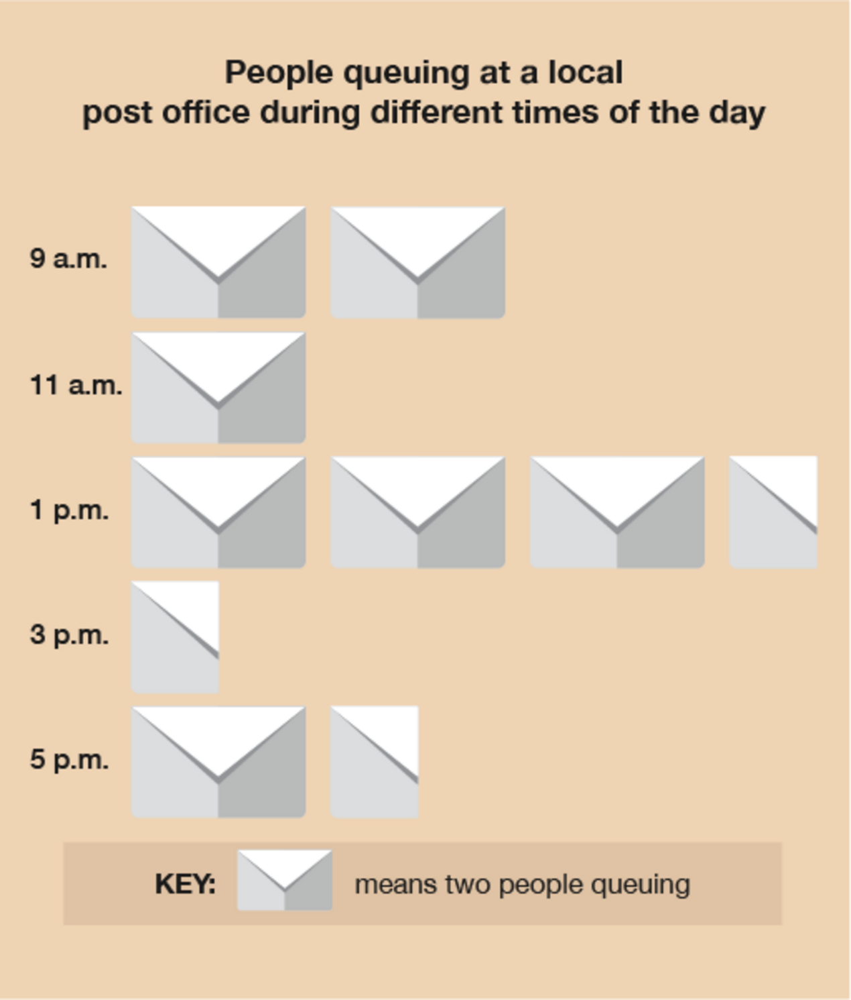 People queuing at a local
post office during different times of the day
9 a.m.
11 a.m.
1 p.m.
3 p.m.
5 p.m.
KEY: means two people queuing